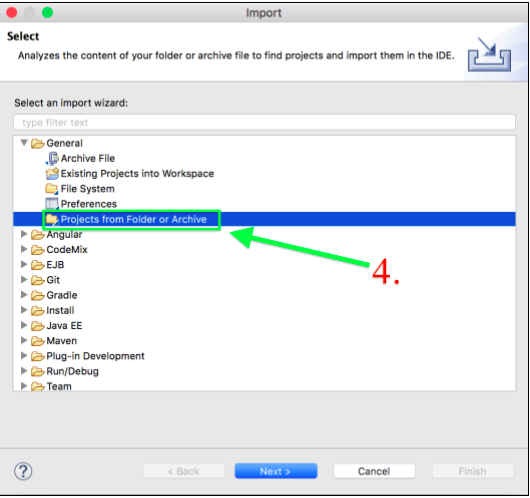 Import
Select
Analyzes the content of your folder or archive file to find projects and import them in the IDE.
Select an import wizard:
type filter text
General
Archive File
Existing Projects into Workspace
File System
Preferences
Projects from Folder or Archive
Angular
CodeMix
EJB
Git
Gradle
Install
Java EE
Maven
Plug-in Development
Run/Debug
Team
4.
?
< Back
Next >
Cancel
Finish